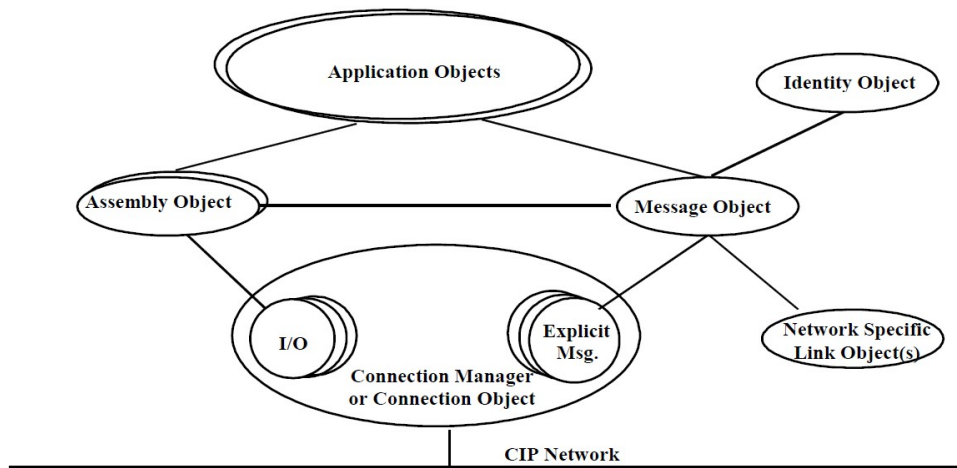 Application Objects
Identity Object
Assembly Object
Message Object
I/O
Explicit
Msg.
Network Specific
Link Object(s)
Connection Manager
or Connection Object
CIP Network